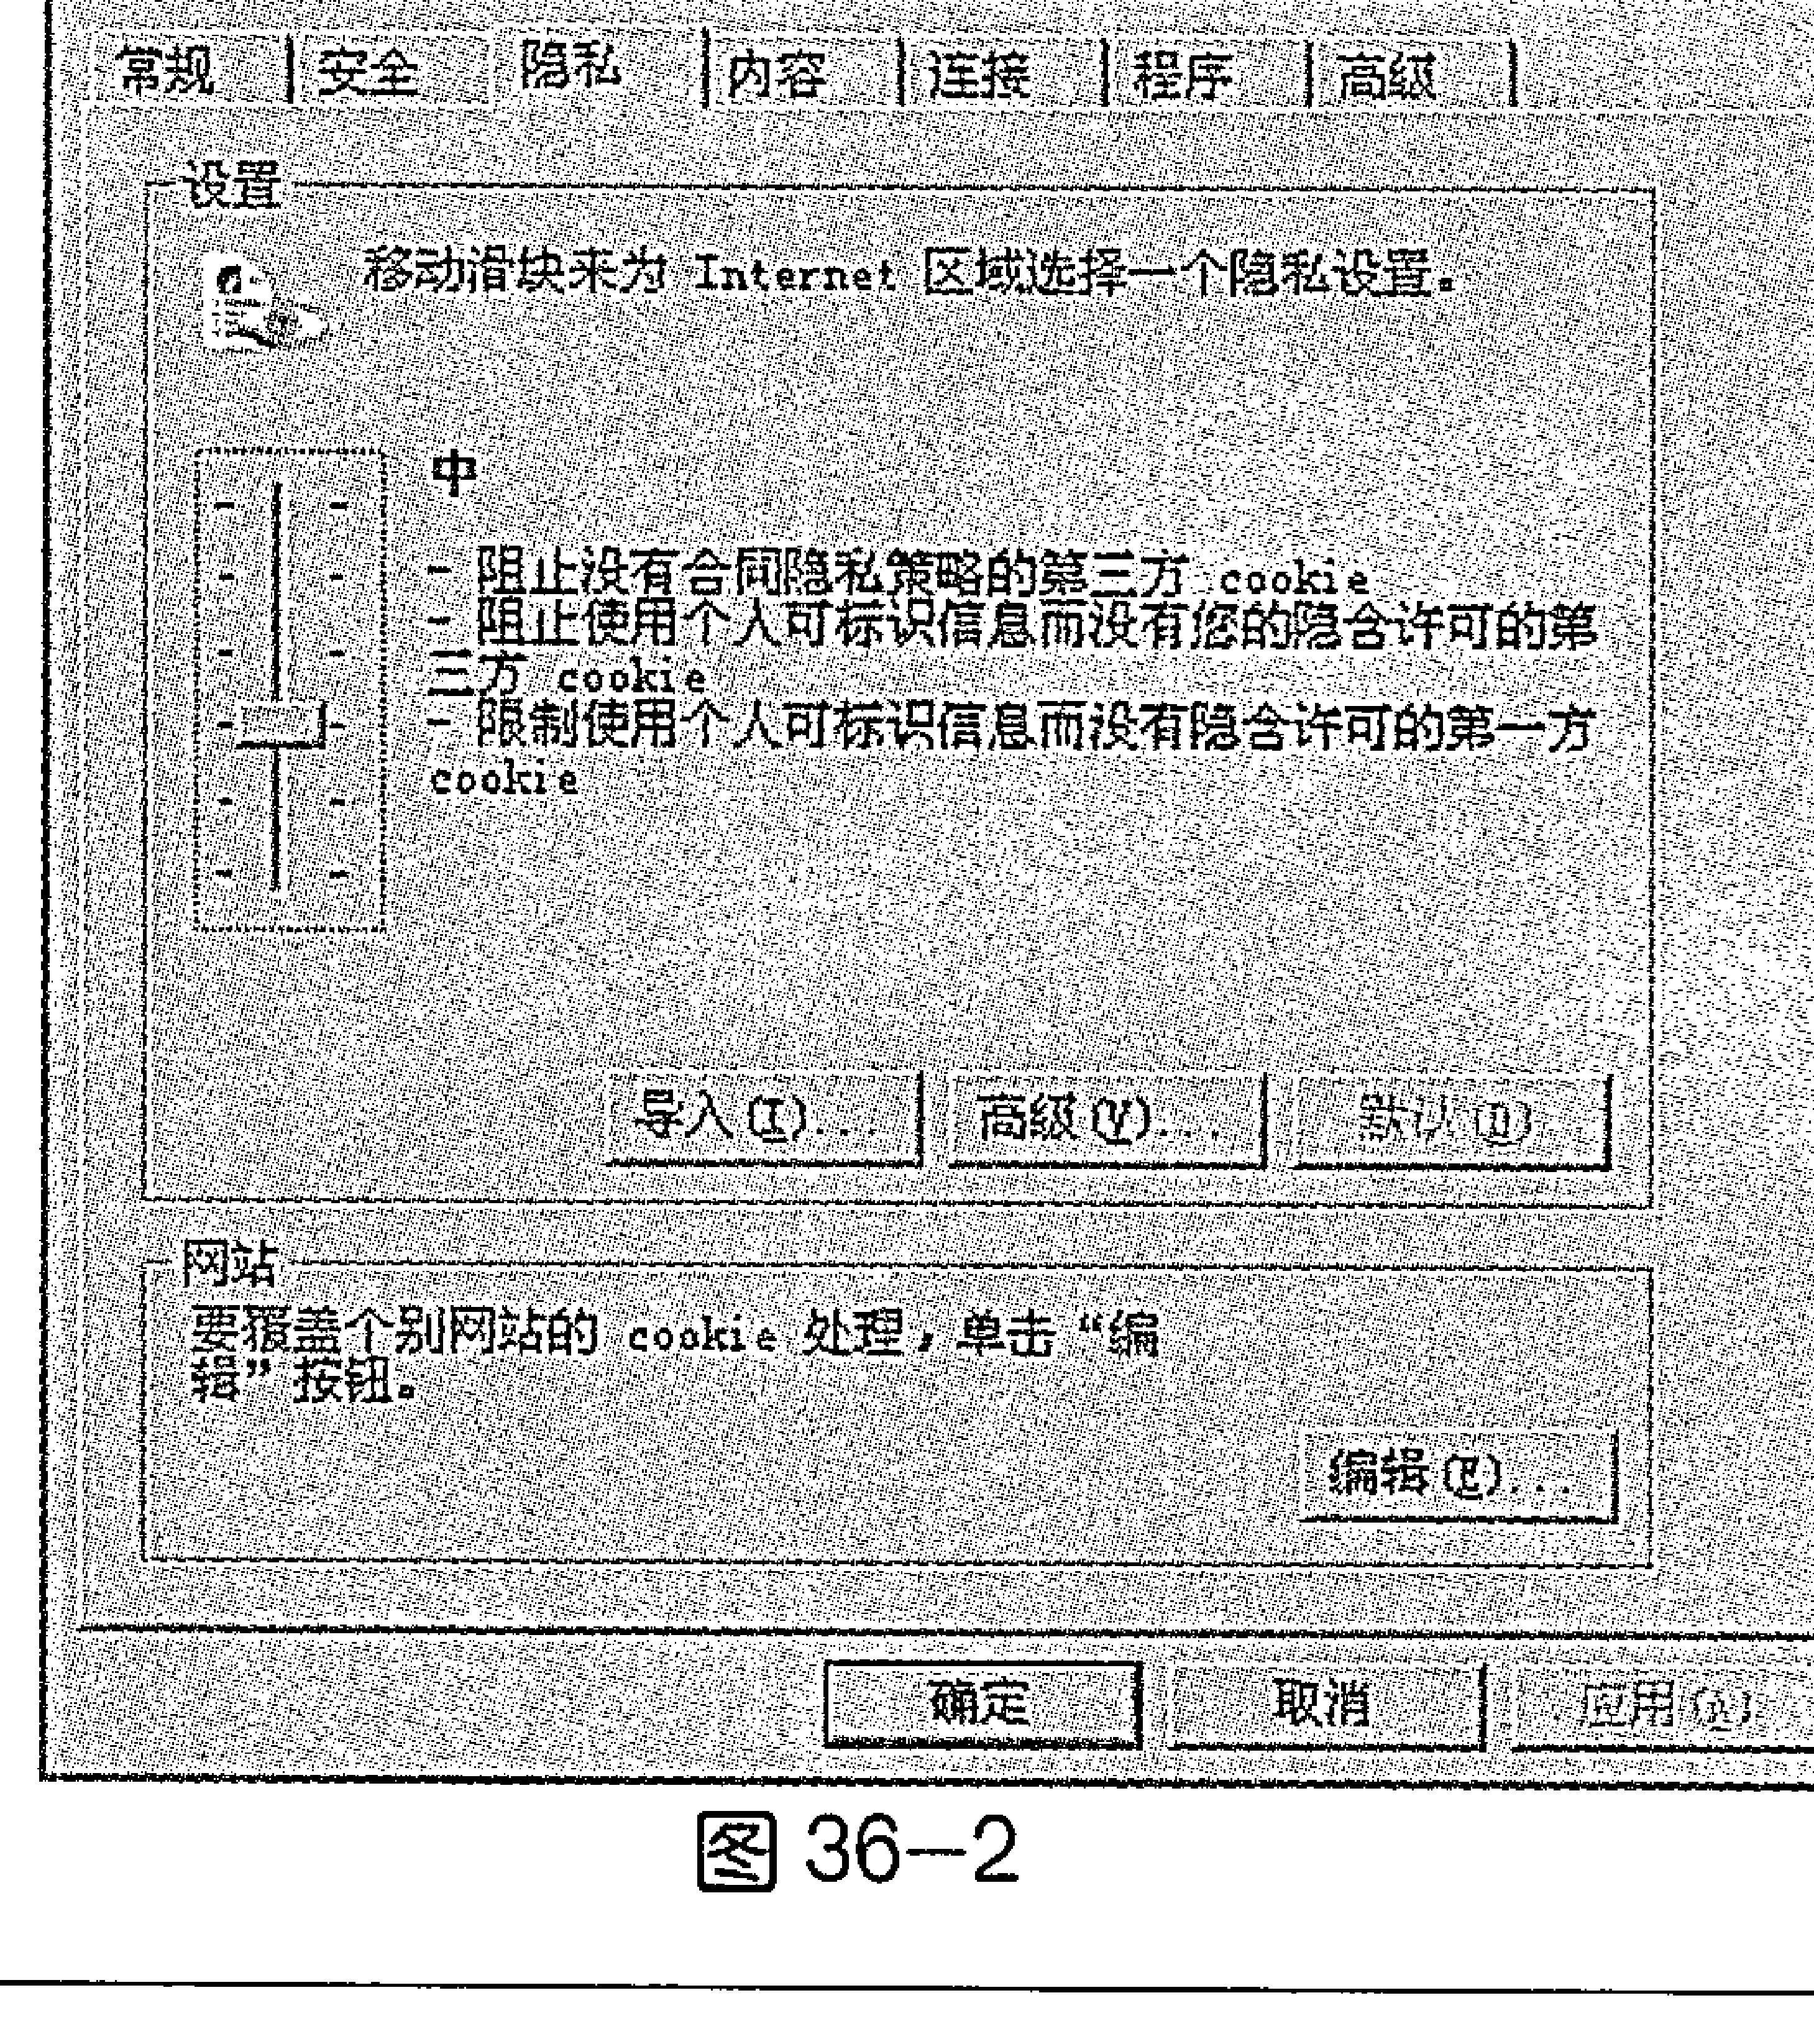 常规 安全 隐私 内容 连接 程序 高级
设置
移动滑块来为 Internet 区域选择一个隐私设置。
中
- 阻止没有合同隐私策略的第三方 cookie
- 阻止使用个人可标识信息而没有您的隐含许可的第
三方 cookie
- 限制使用个人可标识信息而没有隐含许可的第一方
cookie
导入(I)... 高级(V)... 默认(D)
网站
要覆盖个别网站的 cookie 处理，单击“编
辑”按钮。
编辑(E)...
确定 取消 应用(A)
图 36-2